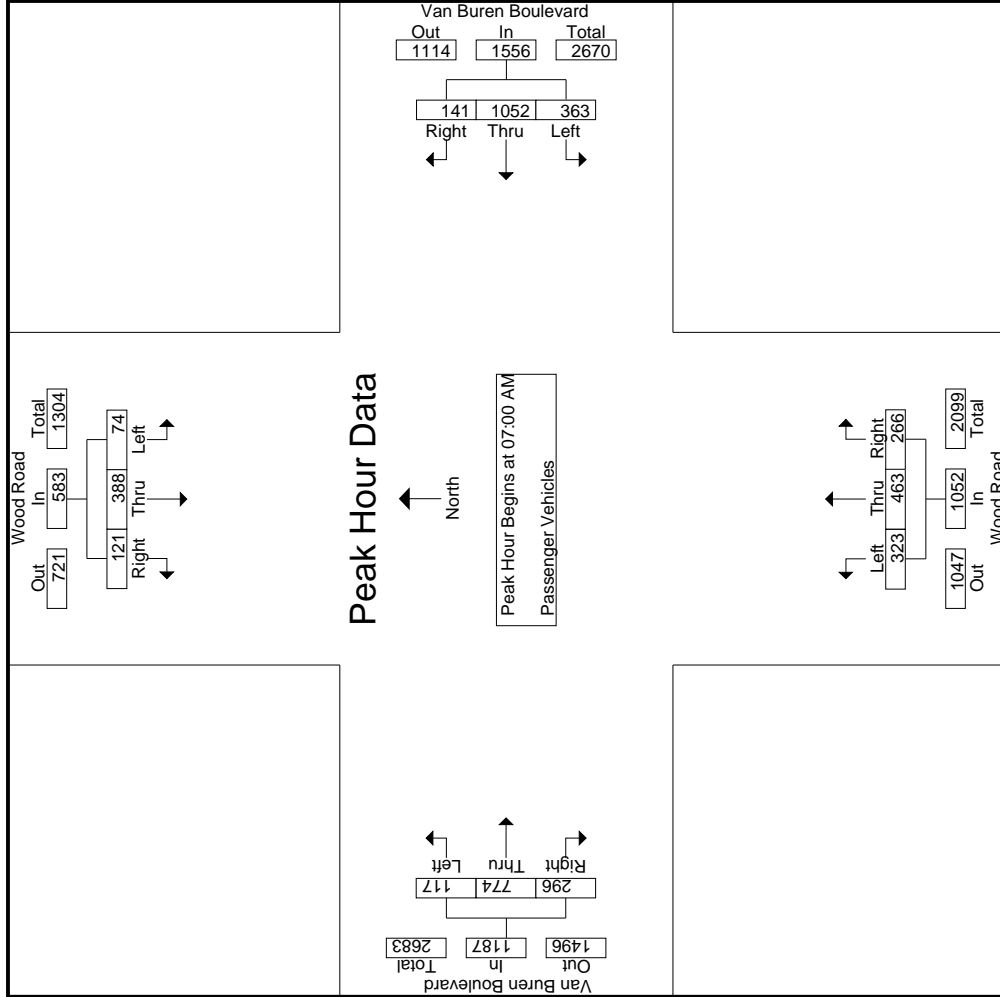 Van Buren Boulevard
Out In Total
1114 1556 2670
141 1052 363
Right Thru Left
Wood Road
Out In Total
721 583 1304
121 388 74
Right Thru Left
Peak Hour Data
North
Peak Hour Begins at 07:00 AM
Passenger Vehicles
Left Thru Right
323 463 266
1047 1052 2099
Out In Total
Wood Road
Left Thru Right
117 774 296
2683 1187 1496
Total In Out
Van Buren Boulevard